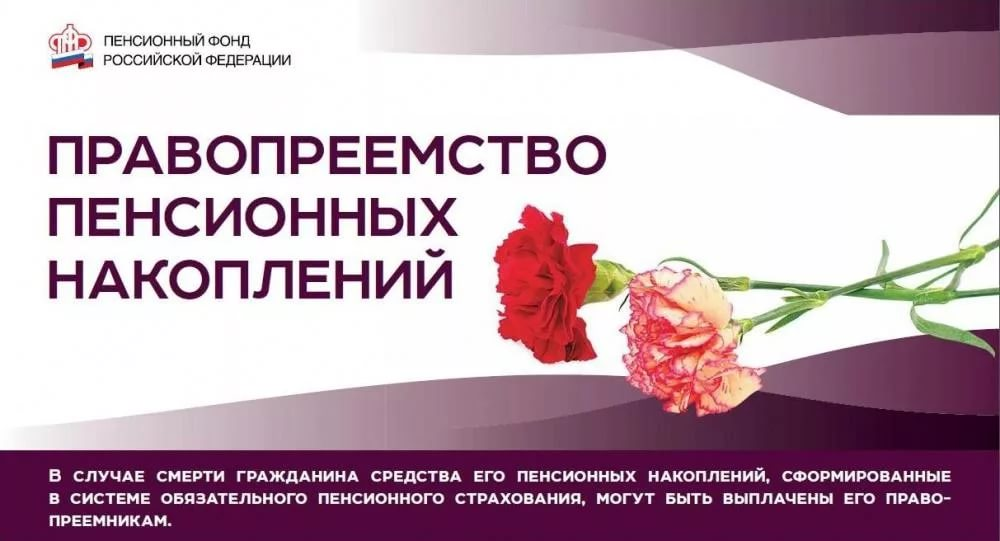 ПЕНСИОННЫЙ ФОНД
РОССИЙСКОЙ ФЕДЕРАЦИИ
ПРАВОПРЕЕМСТВО
ПЕНСИОННЫХ
НАКОПЛЕНИЙ
В СЛУЧАЕ СМЕРТИ ГРАЖДАНИНА СРЕДСТВА ЕГО ПЕНСИОННЫХ НАКОПЛЕНИЙ, СФОРМИРОВАННЫЕ
В СИСТЕМЕ ОБЯЗАТЕЛЬНОГО ПЕНСИОННОГО СТРАХОВАНИЯ, МОГУТ БЫТЬ ВЫПЛАЧЕНЫ ЕГО ПРАВО-
ПРЕЕМНИКАМ.